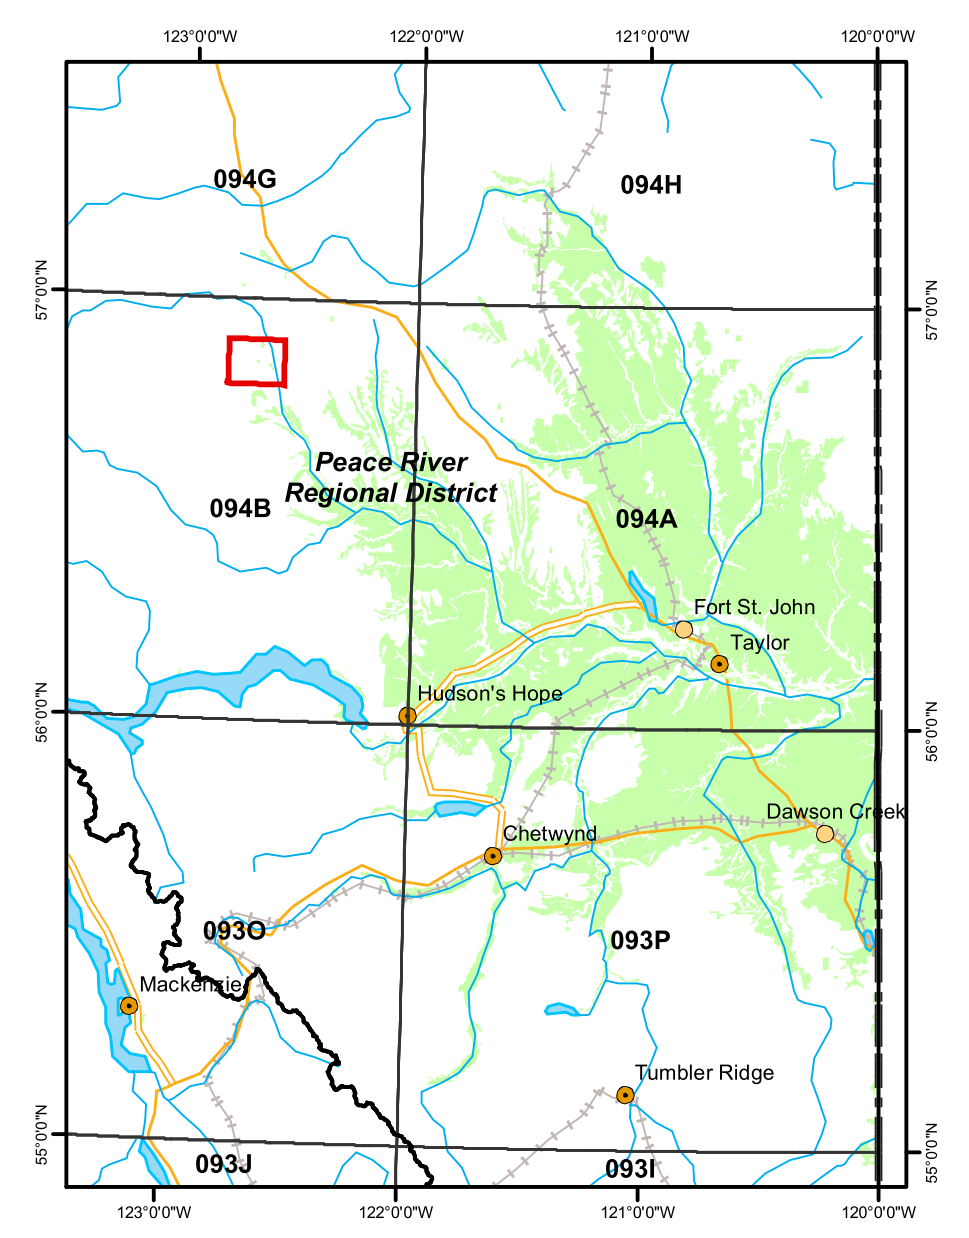 123°0'0"W 122°0'0"W 121°0'0"W 120°0'0"W
094G
094H
57°0'0"N
57°0'0"N
Peace River
Regional District
094B
094A
Fort St. John
Taylor
Hudson's Hope
56°0'0"N
56°0'0"N
Dawson Creek
Chetwynd
093O
093P
Mackenzie
Tumbler Ridge
55°0'0"N
55°0'0"N
093J
093I
123°0'0"W 122°0'0"W 121°0'0"W 120°0'0"W